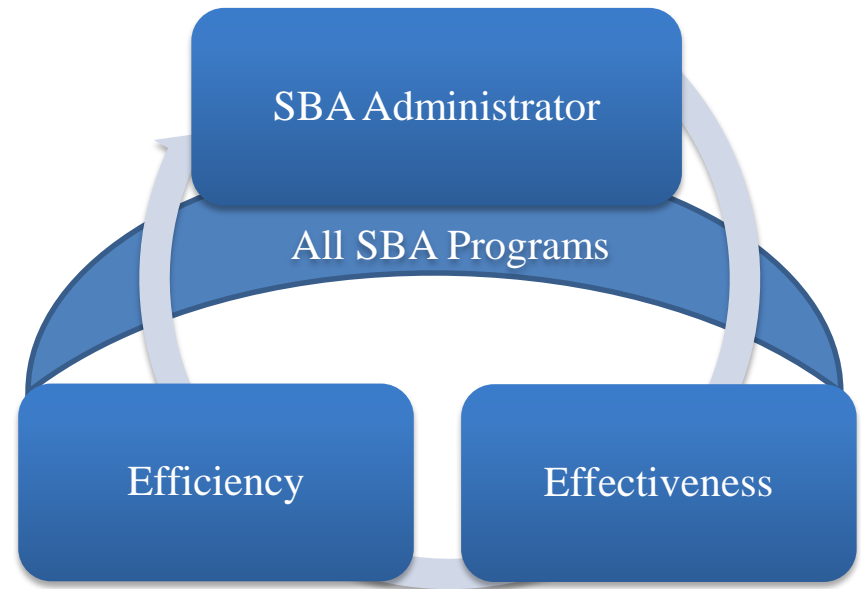 SBA Administrator
All SBA Programs
Efficiency
Effectiveness